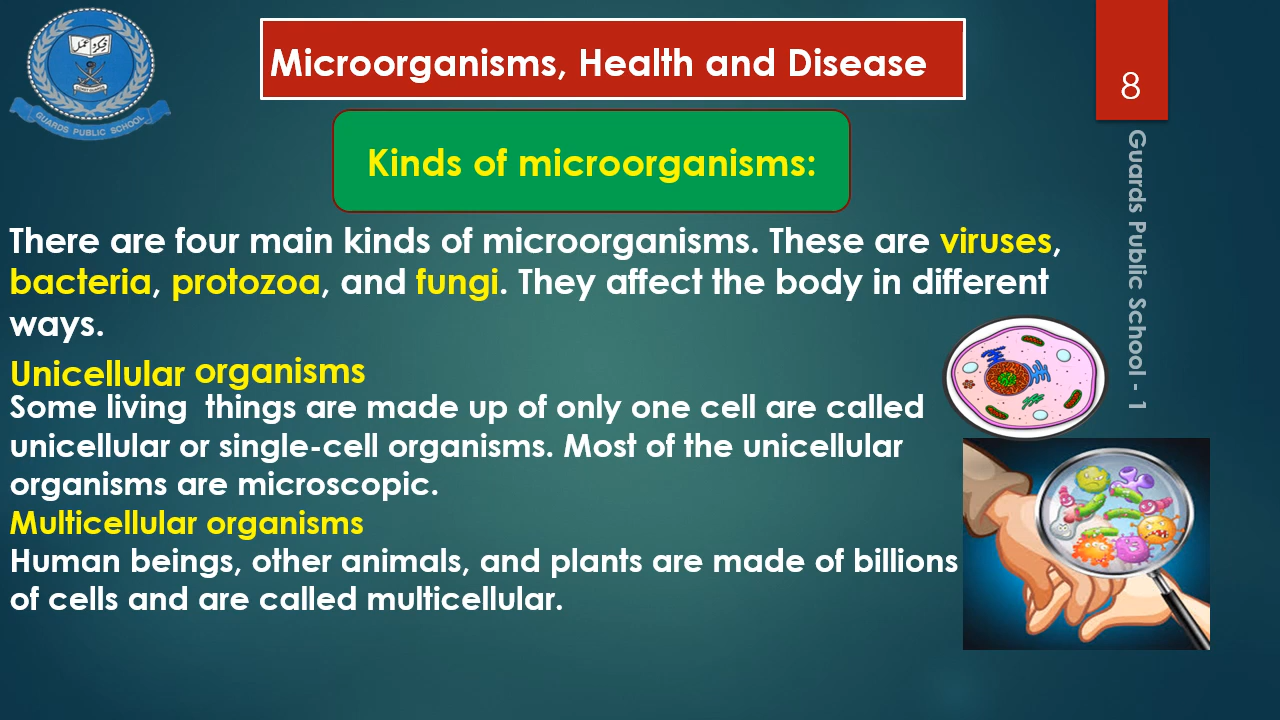 GUARDS PUBLIC SCHOOL
Microorganisms, Health and Disease
8
Guards Public School - 1
Kinds of microorganisms:
There are four main kinds of microorganisms. These are viruses,
bacteria, protozoa, and fungi. They affect the body in different
ways.
Unicellular organisms
Some living  things are made up of only one cell are called
unicellular or single-cell organisms. Most of the unicellular
organisms are microscopic.
Multicellular organisms
Human beings, other animals, and plants are made of billions
of cells and are called multicellular.